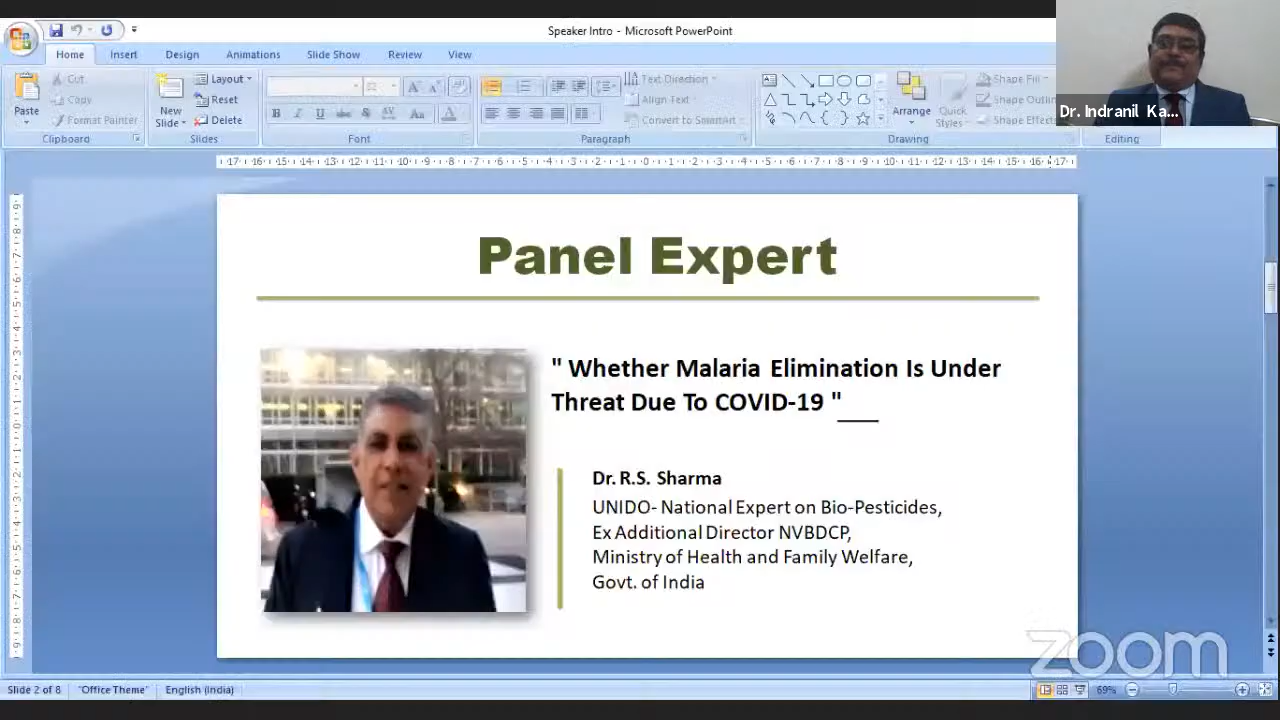 Speaker Intro - Microsoft PowerPoint
Home Insert Design Animations Slide Show Review View
Paste
Cut
Copy
Format Painter
Clipboard
New Slide
Layout
Reset
Delete
Slides
B I U abc S AV Aa A
Font
Paragraph
Text Direction
Align Text
Convert to SmartArt
Arrange
Quick Styles
Shape Fill
Shape Outlin
Shape Effects
Drawing
Editing
Dr. Indranil Ka...
Panel Expert
" Whether Malaria Elimination Is Under
Threat Due To COVID-19 "
Dr. R.S. Sharma
UNIDO- National Expert on Bio-Pesticides,
Ex Additional Director NVBDCP,
Ministry of Health and Family Welfare,
Govt. of India
zoom
Slide 2 of 8 "Office Theme" English (India) 69%